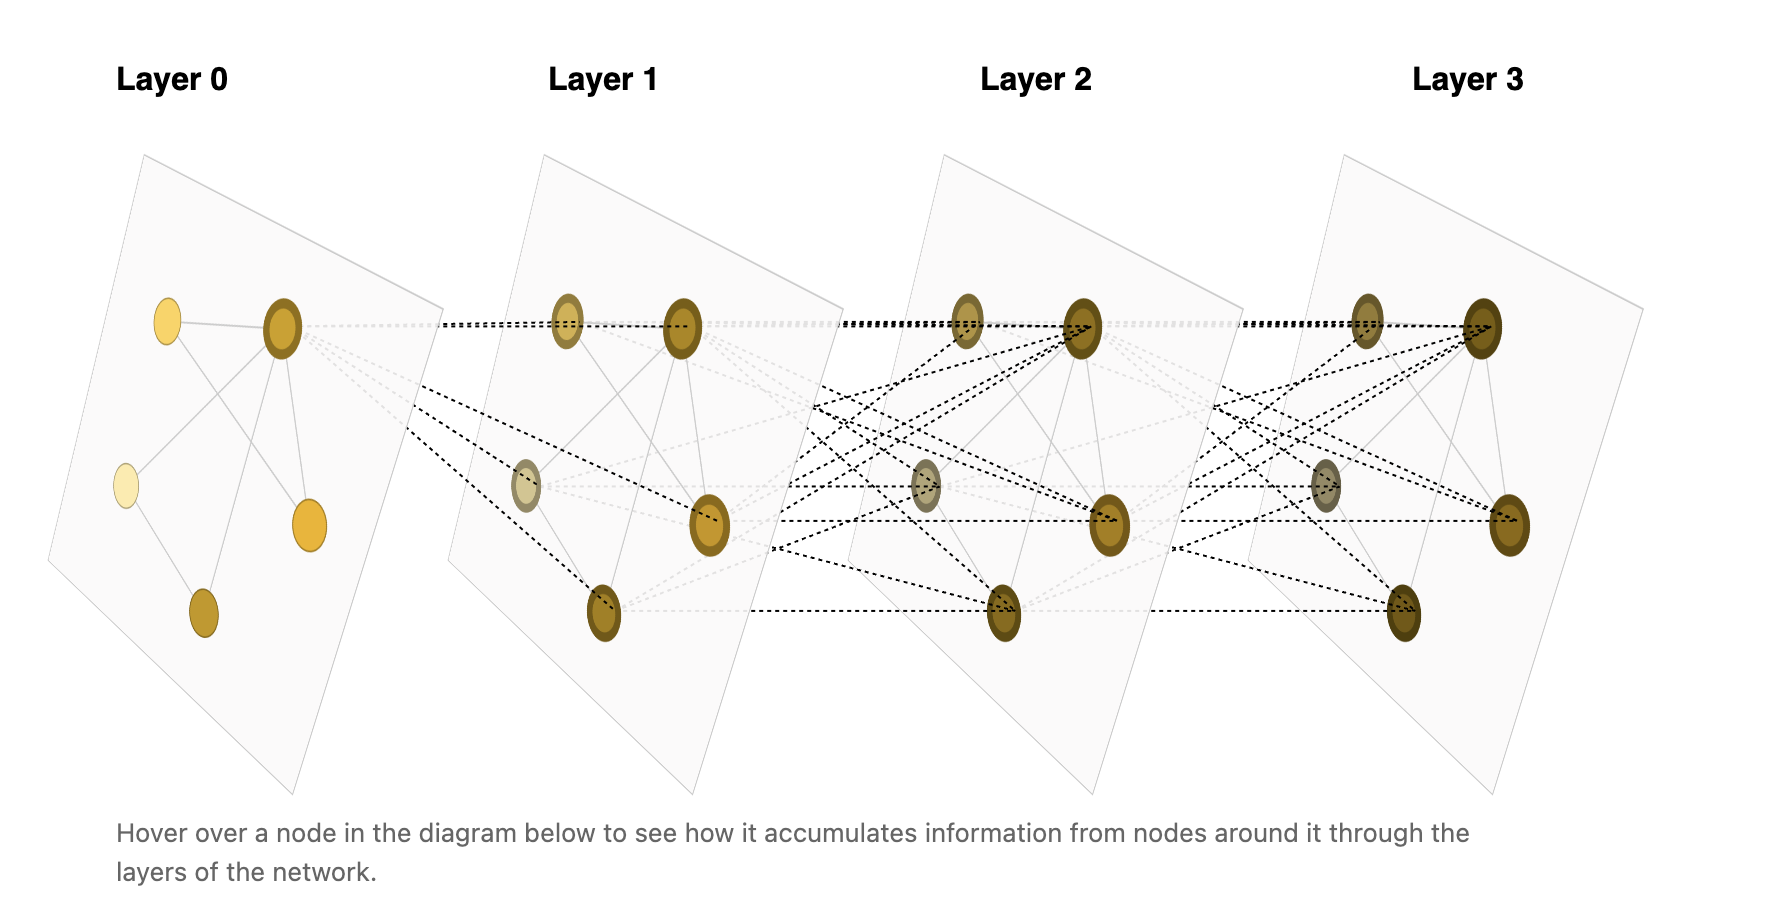 Layer 0
Layer 1
Layer 2
Layer 3
Hover over a node in the diagram below to see how it accumulates information from nodes around it through the
layers of the network.